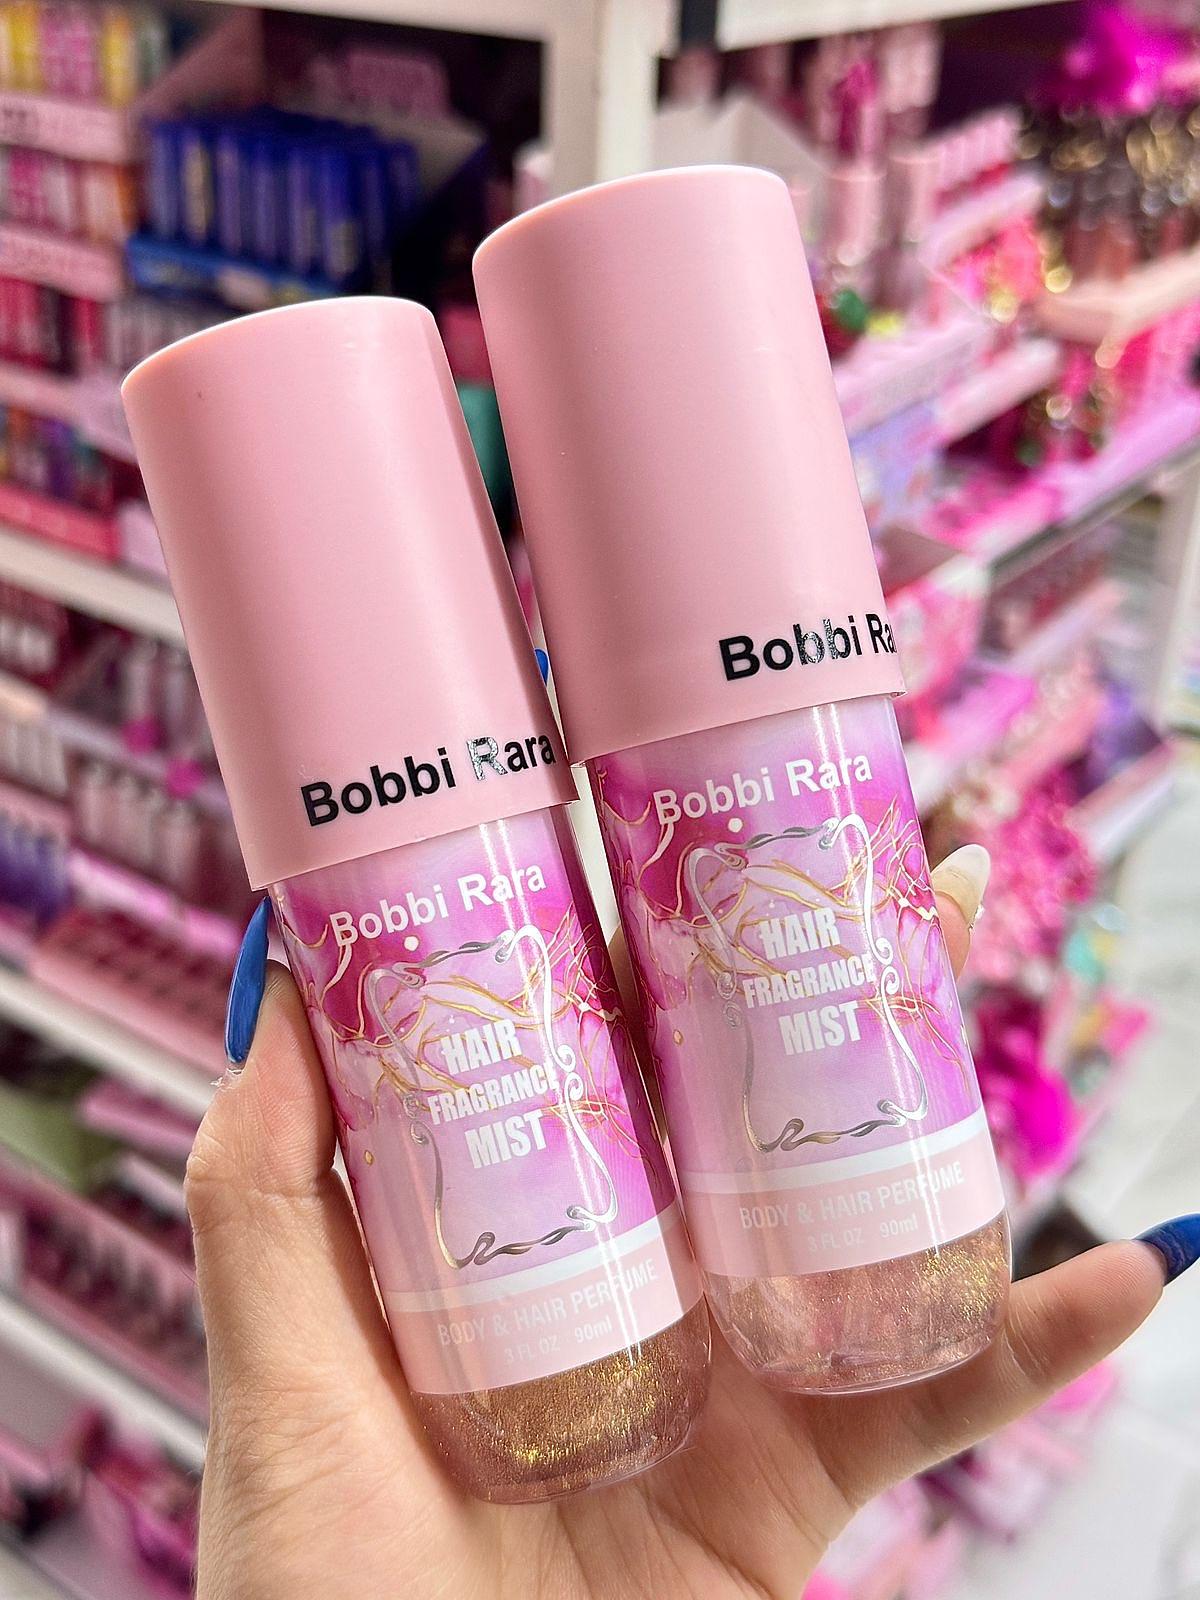 Bobbi Rara
Bobbi Rara
HAIR
FRAGRANCE
MIST
BODY & HAIR PERFUME
3 FL OZ 90ml
Bobbi Ra
Bobbi Rara
HAIR
FRAGRANCE
MIST
BODY & HAIR PERFUME
3 FL OZ 90ml